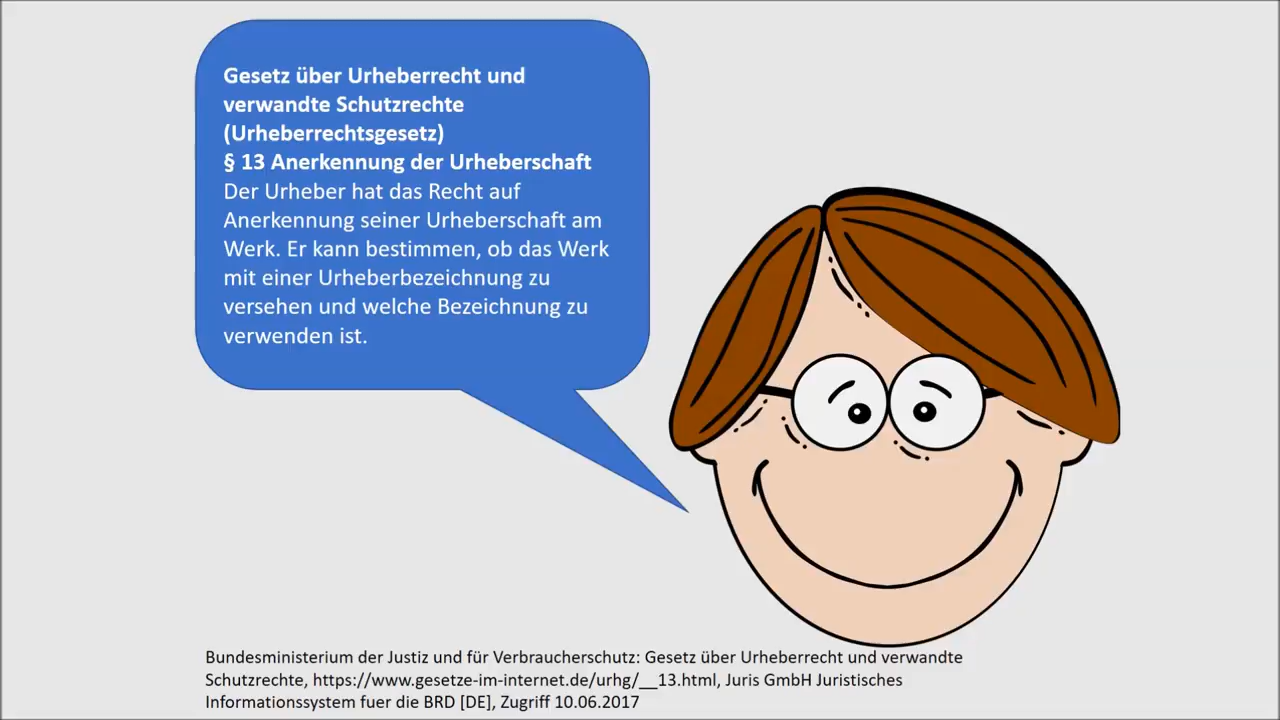 Gesetz über Urheberrecht und
verwandte Schutzrechte
(Urheberrechtsgesetz)
§ 13 Anerkennung der Urheberschaft
Der Urheber hat das Recht auf
Anerkennung seiner Urheberschaft am
Werk. Er kann bestimmen, ob das Werk
mit einer Urheberbezeichnung zu
versehen und welche Bezeichnung zu
verwenden ist.
Bundesministerium der Justiz und für Verbraucherschutz: Gesetz über Urheberrecht und verwandte
Schutzrechte, https://www.gesetze-im-internet.de/urhg/__13.html, Juris GmbH Juristisches
Informationssystem fuer die BRD [DE], Zugriff 10.06.2017